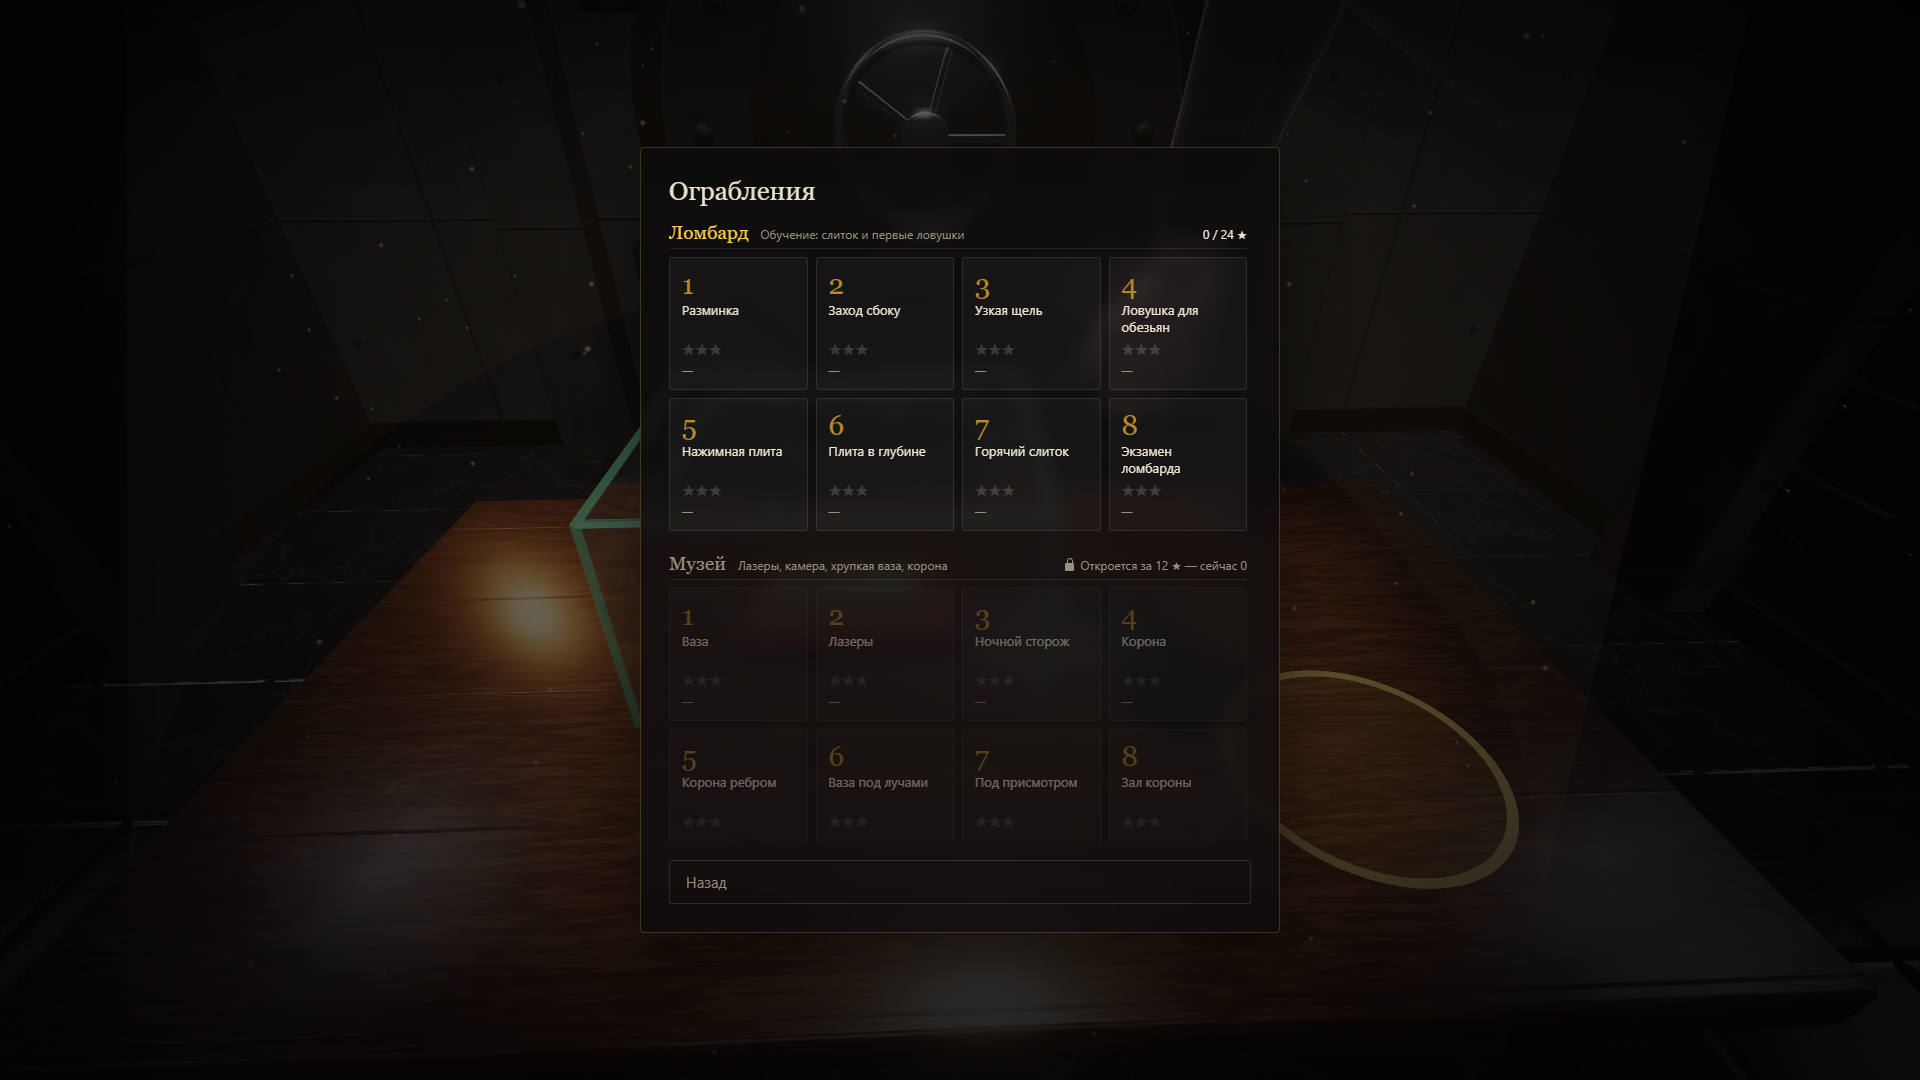 Ограбления
Ломбард Обучение: слиток и первые ловушки 0 / 24 ★
1 2 3 4
Разминка Заход сбоку Узкая щель Ловушка для
обезьян
★★★ ★★★ ★★★ ★★★
— — — —
5 6 7 8
Нажимная плита Плита в глубине Горячий слиток Экзамен
ломбарда
★★★ ★★★ ★★★ ★★★
— — — —
Музей Лазеры, камера, хрупкая ваза, корона Откроется за 12 ★ — сейчас 0
1 2 3 4
Ваза Лазеры Ночной сторож Корона
★★★ ★★★ ★★★ ★★★
— — — —
5 6 7 8
Корона ребром Ваза под лучами Под присмотром Зал короны
★★★ ★★★ ★★★ ★★★
Назад